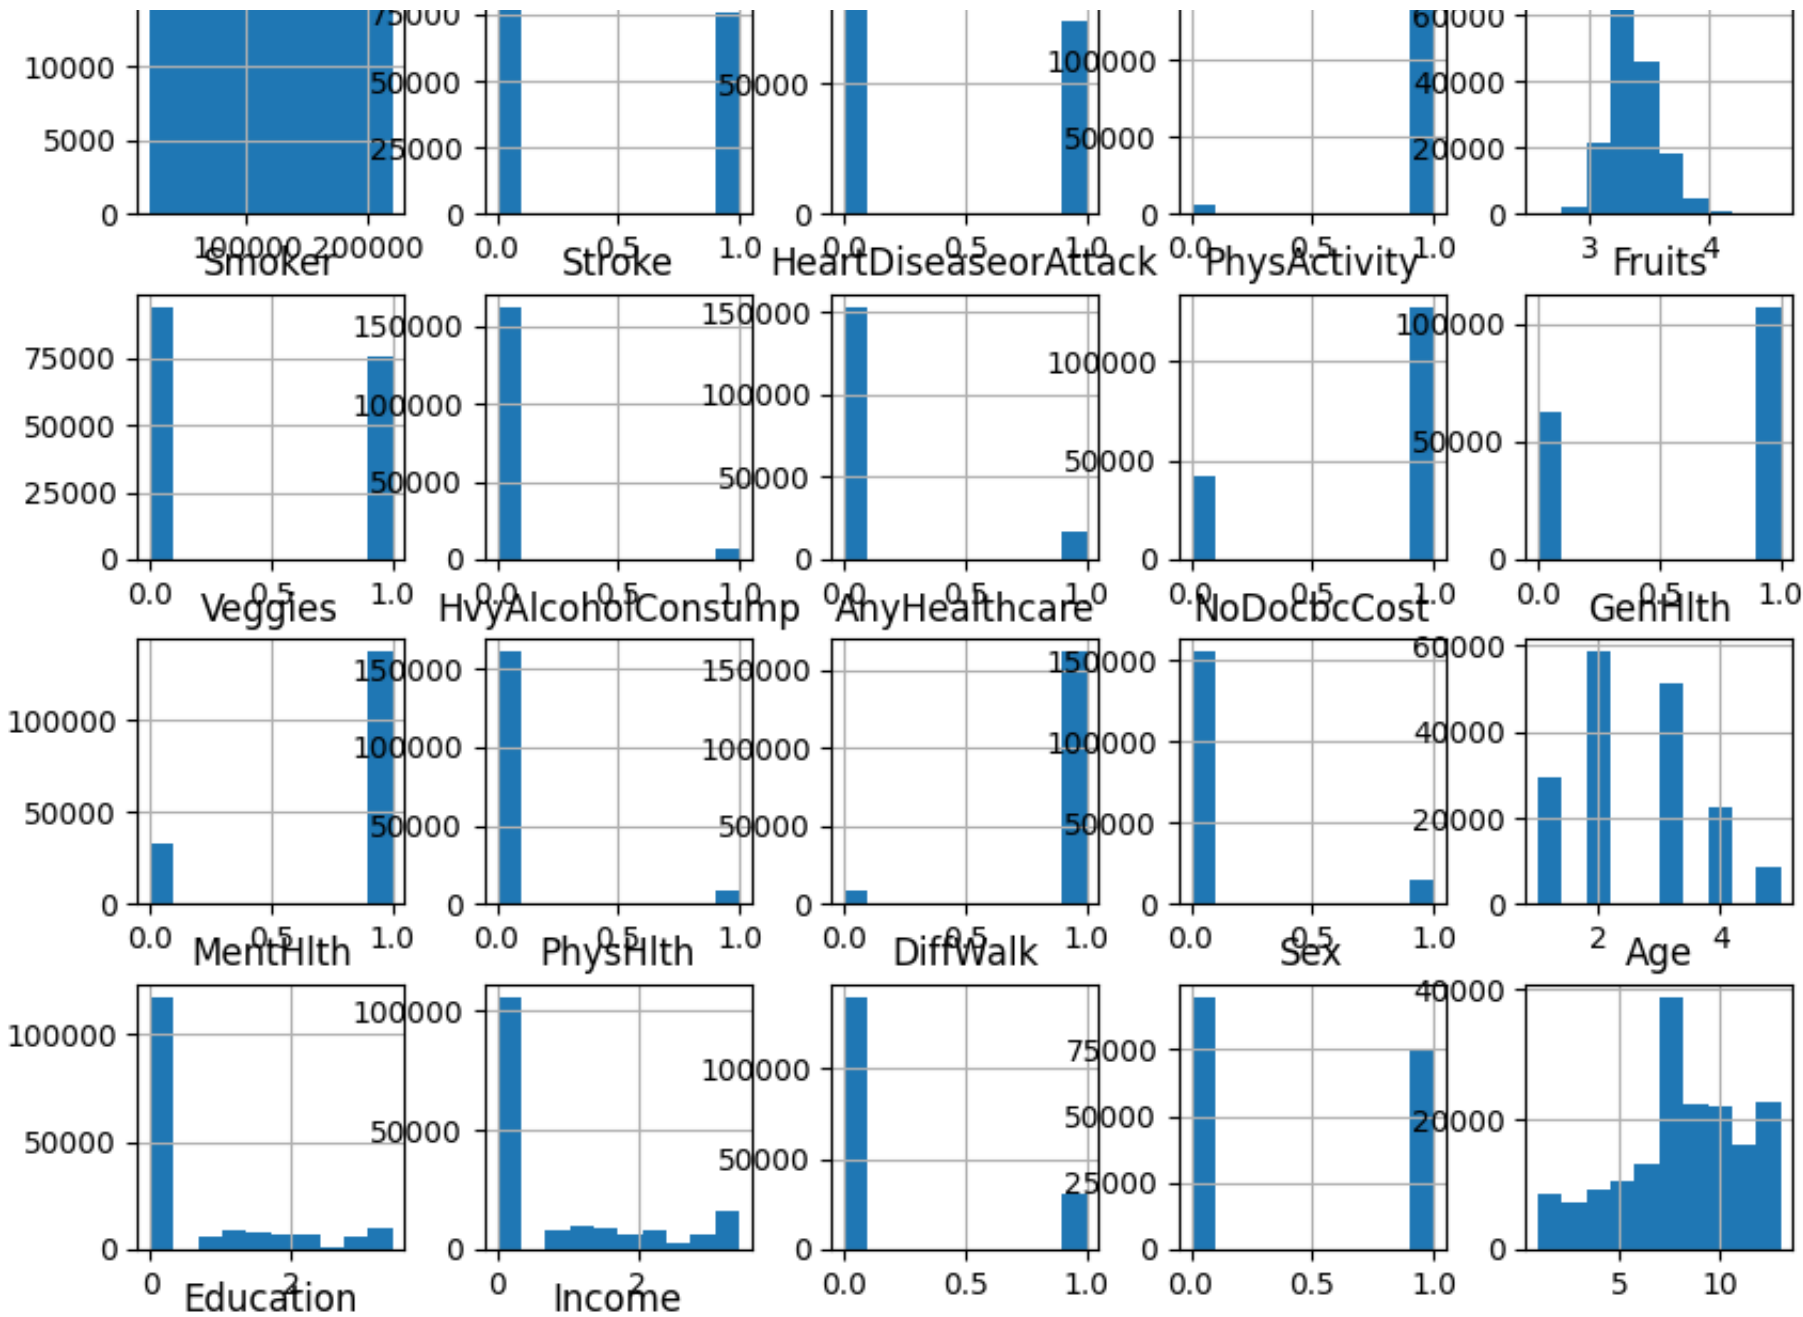 75000 60000
10000 50000 50000 100000 40000
5000 25000 50000 20000
0 0 0 0 0
100000 200000 0.0 0.5 1.0 0.0 0.5 1.0 0.0 0.5 1.0 3 4
Smoker Stroke HeartDiseaseorAttack PhysActivity Fruits
75000 150000 150000 100000 100000
50000 100000 100000 50000 50000
25000 50000 50000 0 0
0 0 0
0.0 0.5 1.0 0.0 0.5 1.0 0.0 0.5 1.0 0.0 0.5 1.0 0.0 0.5 1.0
Veggies HvyAlcoholConsump AnyHealthcare NoDocbcCost GenHlth
100000 150000 150000 150000 60000
50000 100000 100000 100000 40000
0 50000 50000 50000 20000
0 0 0 0
0.0 0.5 1.0 0.0 0.5 1.0 0.0 0.5 1.0 0.0 0.5 1.0 2 4
MentHlth PhysHlth DiffWalk Sex Age
100000 100000 100000 75000 40000
50000 50000 50000 50000 20000
0 0 0 25000 0
0
0 2 0 2 0.0 0.5 1.0 0.0 0.5 1.0 5 10
Education Income